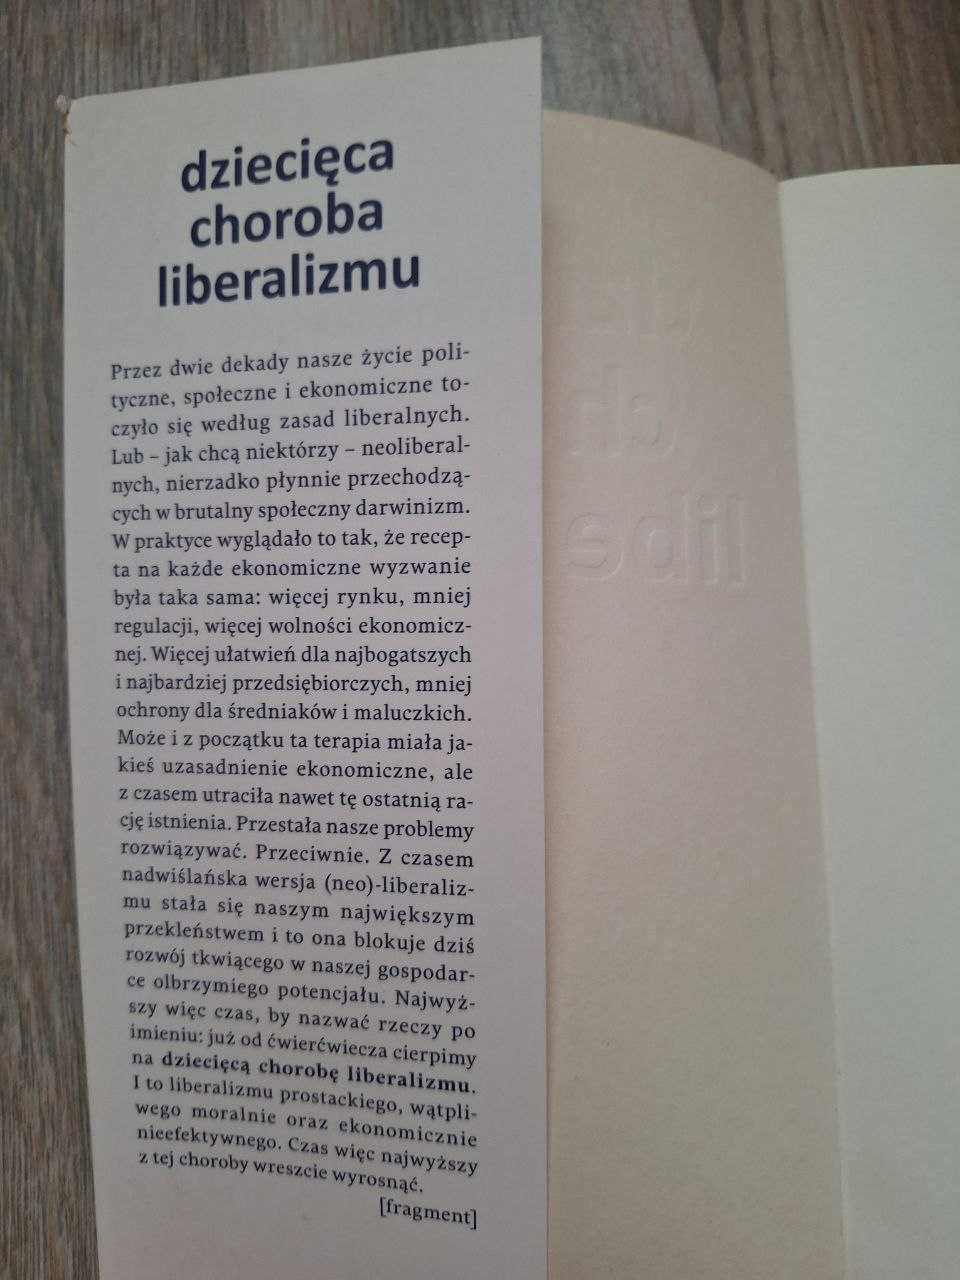 dziecięca
choroba
liberalizmu
Przez dwie dekady nasze życie poli-
tyczne, społeczne i ekonomiczne to-
czyło się według zasad liberalnych.
Lub – jak chcą niektórzy – neoliberal-
nych, nierzadko płynnie przechodzą-
cych w brutalny społeczny darwinizm.
W praktyce wyglądało to tak, że recep-
ta na każde ekonomiczne wyzwanie
była taka sama: więcej rynku, mniej
regulacji, więcej wolności ekonomicz-
nej. Więcej ułatwień dla najbogatszych
i najbardziej przedsiębiorczych, mniej
ochrony dla średniaków i maluczkich.
Może i z początku ta terapia miała ja-
kieś uzasadnienie ekonomiczne, ale
z czasem utraciła nawet tę ostatnią ra-
cję istnienia. Przestała nasze problemy
rozwiązywać. Przeciwnie. Z czasem
nadwiślańska wersja (neo)-liberaliz-
mu stała się naszym największym
przekleństwem i to ona blokuje dziś
rozwój tkwiącego w naszej gospodar-
ce olbrzymiego potencjału. Najwyż-
szy więc czas, by nazwać rzeczy po
imieniu: już od ćwierćwiecza cierpimy
na dziecięcą chorobę liberalizmu.
I to liberalizmu prostackiego, wątpli-
wego moralnie oraz ekonomicznie
nieefektywnego. Czas więc najwyższy
z tej choroby wreszcie wyrosnąć.
[fragment]